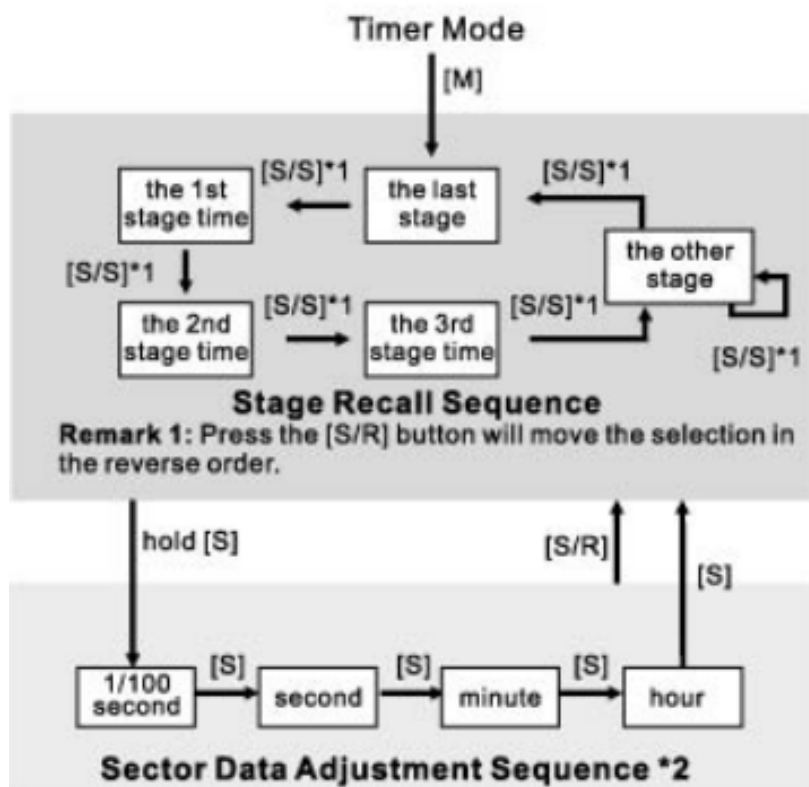 Timer Mode
[M]
[S/S]*1
[S/S]*1
the 1st
stage time
the last
stage
the other
stage
[S/S]*1
[S/S]*1
[S/S]*1
the 2nd
stage time
the 3rd
stage time
[S/S]*1
Stage Recall Sequence
Remark 1: Press the [S/R] button will move the selection in
the reverse order.
hold [S]
[S/R]
[S]
[S]
[S]
[S]
1/100
second
second
minute
hour
Sector Data Adjustment Sequence *2